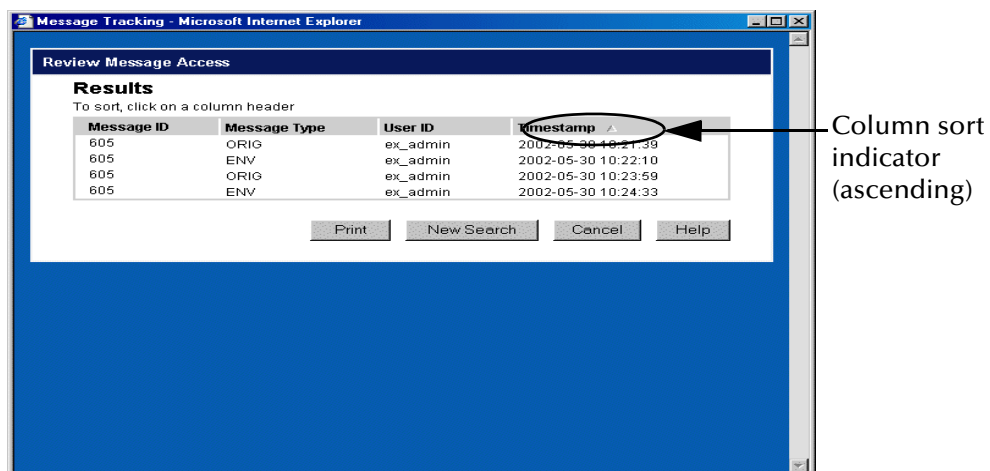 Message Tracking - Microsoft Internet Explorer
Review Message Access
Results
To sort, click on a column header
Message ID Message Type User ID Timestamp
605 ORIG ex_admin 2002-05-30 10:21:39
605 ENV ex_admin 2002-05-30 10:22:10
605 ORIG ex_admin 2002-05-30 10:23:59
605 ENV ex_admin 2002-05-30 10:24:33
Print New Search Cancel Help
Column sort
indicator
(ascending)